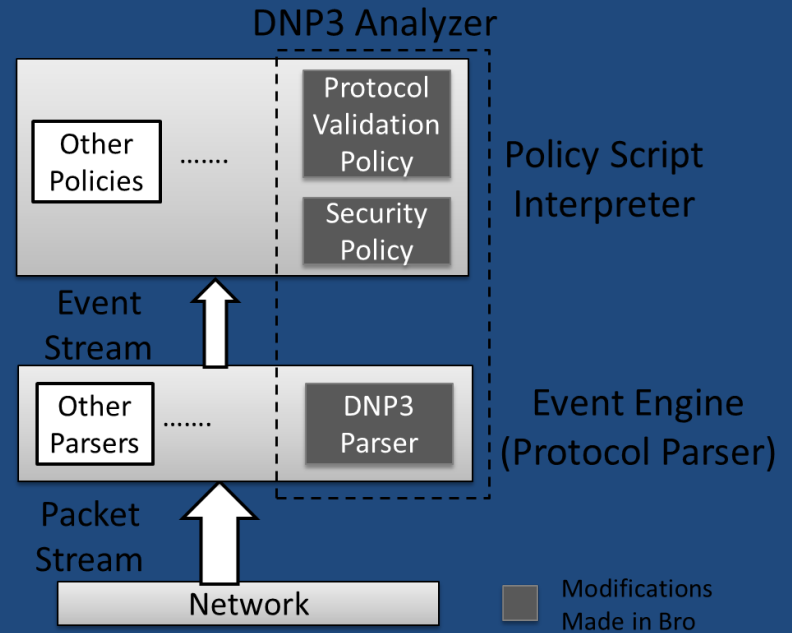 DNP3 Analyzer
Protocol
Validation
Policy
Other
Policies
.......
Security
Policy
Policy Script
Interpreter
Event
Stream
Other
Parsers
.......
DNP3
Parser
Event Engine
(Protocol Parser)
Packet
Stream
Network
Modifications
Made in Bro